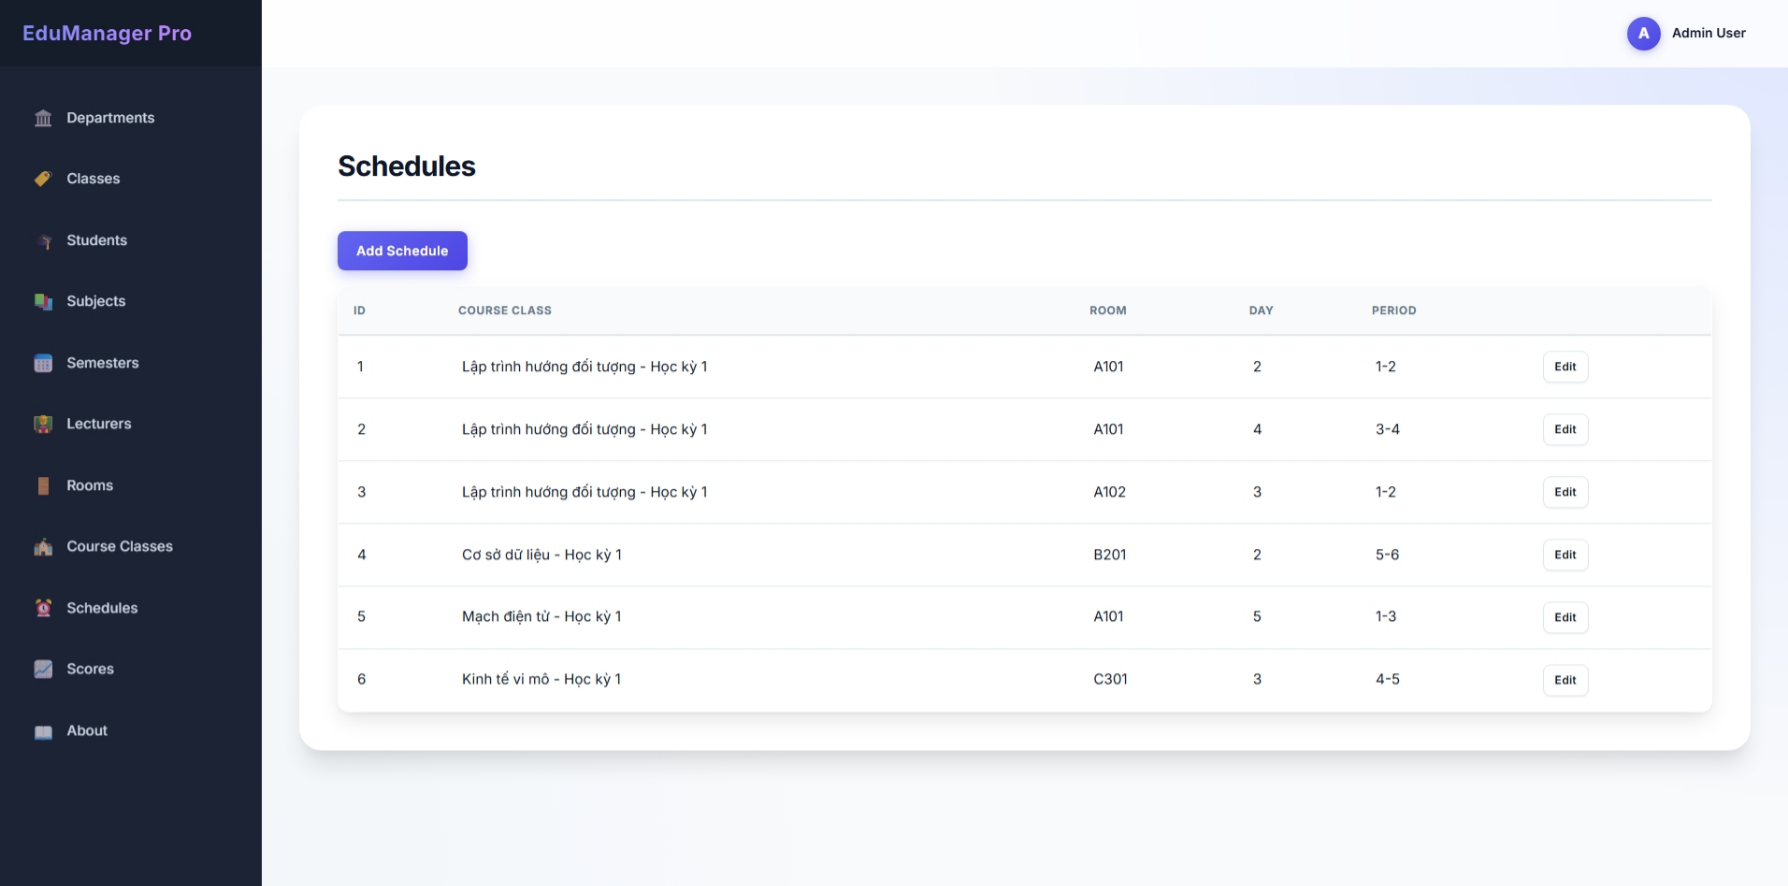 EduManager Pro
A Admin User
Departments
Classes
Students
Subjects
Semesters
Lecturers
Rooms
Course Classes
Schedules
Scores
About
Schedules
Add Schedule
ID COURSE CLASS ROOM DAY PERIOD
1 Lập trình hướng đối tượng - Học kỳ 1 A101 2 1-2 Edit
2 Lập trình hướng đối tượng - Học kỳ 1 A101 4 3-4 Edit
3 Lập trình hướng đối tượng - Học kỳ 1 A102 3 1-2 Edit
4 Cơ sở dữ liệu - Học kỳ 1 B201 2 5-6 Edit
5 Mạch điện tử - Học kỳ 1 A101 5 1-3 Edit
6 Kinh tế vi mô - Học kỳ 1 C301 3 4-5 Edit